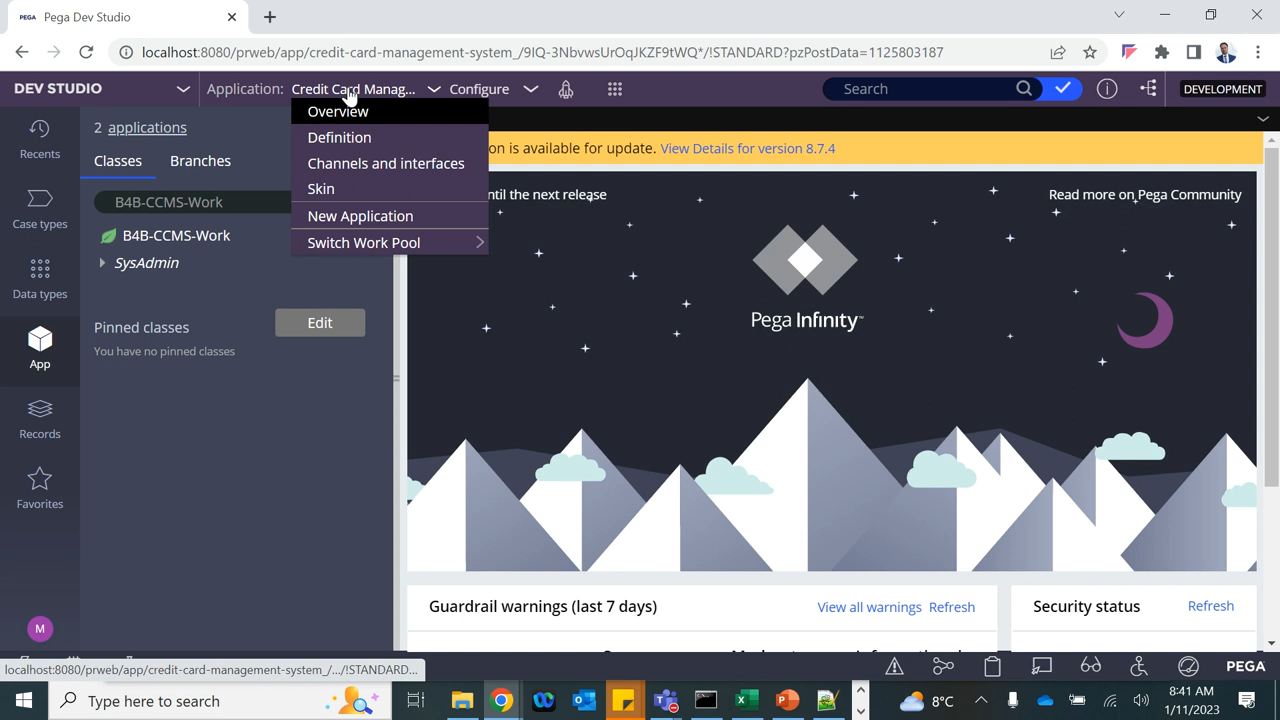 PEGA Pega Dev Studio
localhost:8080/prweb/app/credit-card-management-system_/9IQ-3NbvwsUrOqJKZF9tWQ*/!STANDARD?pzPostData=1125803187
DEV STUDIO Application: Credit Card Manag... Configure Search DEVELOPMENT
Overview
Definition
Channels and interfaces
Skin
New Application
Switch Work Pool
Recents
Case types
Data types
App
Records
Favorites
M
2 applications
Classes Branches
B4B-CCMS-Work
B4B-CCMS-Work
SysAdmin
Pinned classes Edit
You have no pinned classes
on is available for update. View Details for version 8.7.4
ntil the next release Read more on Pega Community
Pega Infinity™
Guardrail warnings (last 7 days) View all warnings Refresh
Security status Refresh
localhost:8080/prweb/app/credit-card-management-system_/.../!STANDARD...
PEGA
Type here to search
8°C
8:41 AM
1/11/2023